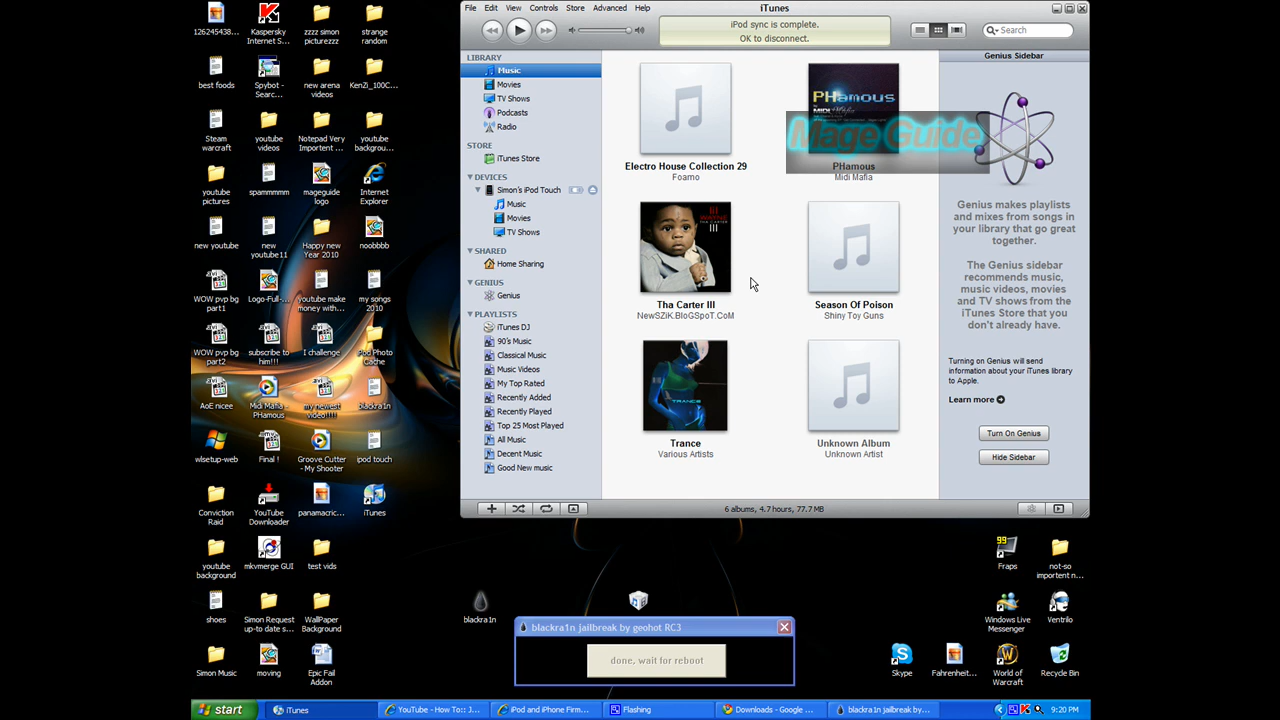 126245438...
Kaspersky
Internet S...
zzzz simon
picturezzz
strange
random
best foods
Spybot -
Searc...
new arena
videos
KenZi_100C...
Steam
warcraft
youtube
videos
Notepad Very
Important ...
youtube
backgrou...
youtube
pictures
spammmm
mageguide
logo
Internet
Explorer
new youtube
new
youtube11
Happy new
Year 2010
noobbbb
WOW pvp bg
part1
Logo-Full-...
youtube make
money with...
my songs
2010
WOW pvp bg
part2
subscribe to
him!!!
I challenge
iPod Photo
Cache
AoE nicee
Midi Mafia -
PHamous
my newest
video!!!!
blackra1n
wlsetup-web
Final !
Groove Cutter
- My Shooter
ipod touch
Conviction
Raid
YouTube
Downloader
panamacric...
iTunes
youtube
background
mkvmerge GUI
test vids
shoes
Simon Request
up-to date s...
WallPaper
Background
Simon Music
moving
Epic Fail
Addon
File Edit View Controls Store Advanced Help
iTunes
iPod sync is complete.
OK to disconnect.
Search
LIBRARY
Music
Movies
TV Shows
Podcasts
Radio
STORE
iTunes Store
DEVICES
Simon's iPod Touch
Music
Movies
TV Shows
SHARED
Home Sharing
GENIUS
Genius
PLAYLISTS
iTunes DJ
90's Music
Classical Music
Music Videos
My Top Rated
Recently Added
Recently Played
Top 25 Most Played
All Music
Decent Music
Good New music
Electro House Collection 29
Foamo
PHamous
MIDI Mafia
Mage Guide
PHamous
Midi Mafia
THA CARTER
III
Tha Carter III
NewSZiK.BloGSpoT.CoM
Season Of Poison
Shiny Toy Guns
TRANCE
Trance
Various Artists
Unknown Album
Unknown Artist
Genius Sidebar
Genius makes playlists
and mixes from songs in
your library that go great
together.
The Genius sidebar
recommends music,
music videos, movies
and TV shows from the
iTunes Store that you
don't already have.
Turning on Genius will send
information about your iTunes library
to Apple.
Learn more
Turn On Genius
Hide Sidebar
6 albums, 4.7 hours, 77.7 MB
blackra1n
blackra1n jailbreak by geohot RC3
done, wait for reboot
99
Fraps
not-so
importent n...
Windows Live
Messenger
Ventrilo
Skype
Fahrenheit...
World of
Warcraft
Recycle Bin
start
iTunes
YouTube - How To:: J...
iPod and iPhone Firm...
Flashing
Downloads - Google ...
blackra1n jailbreak by...
9:20 PM